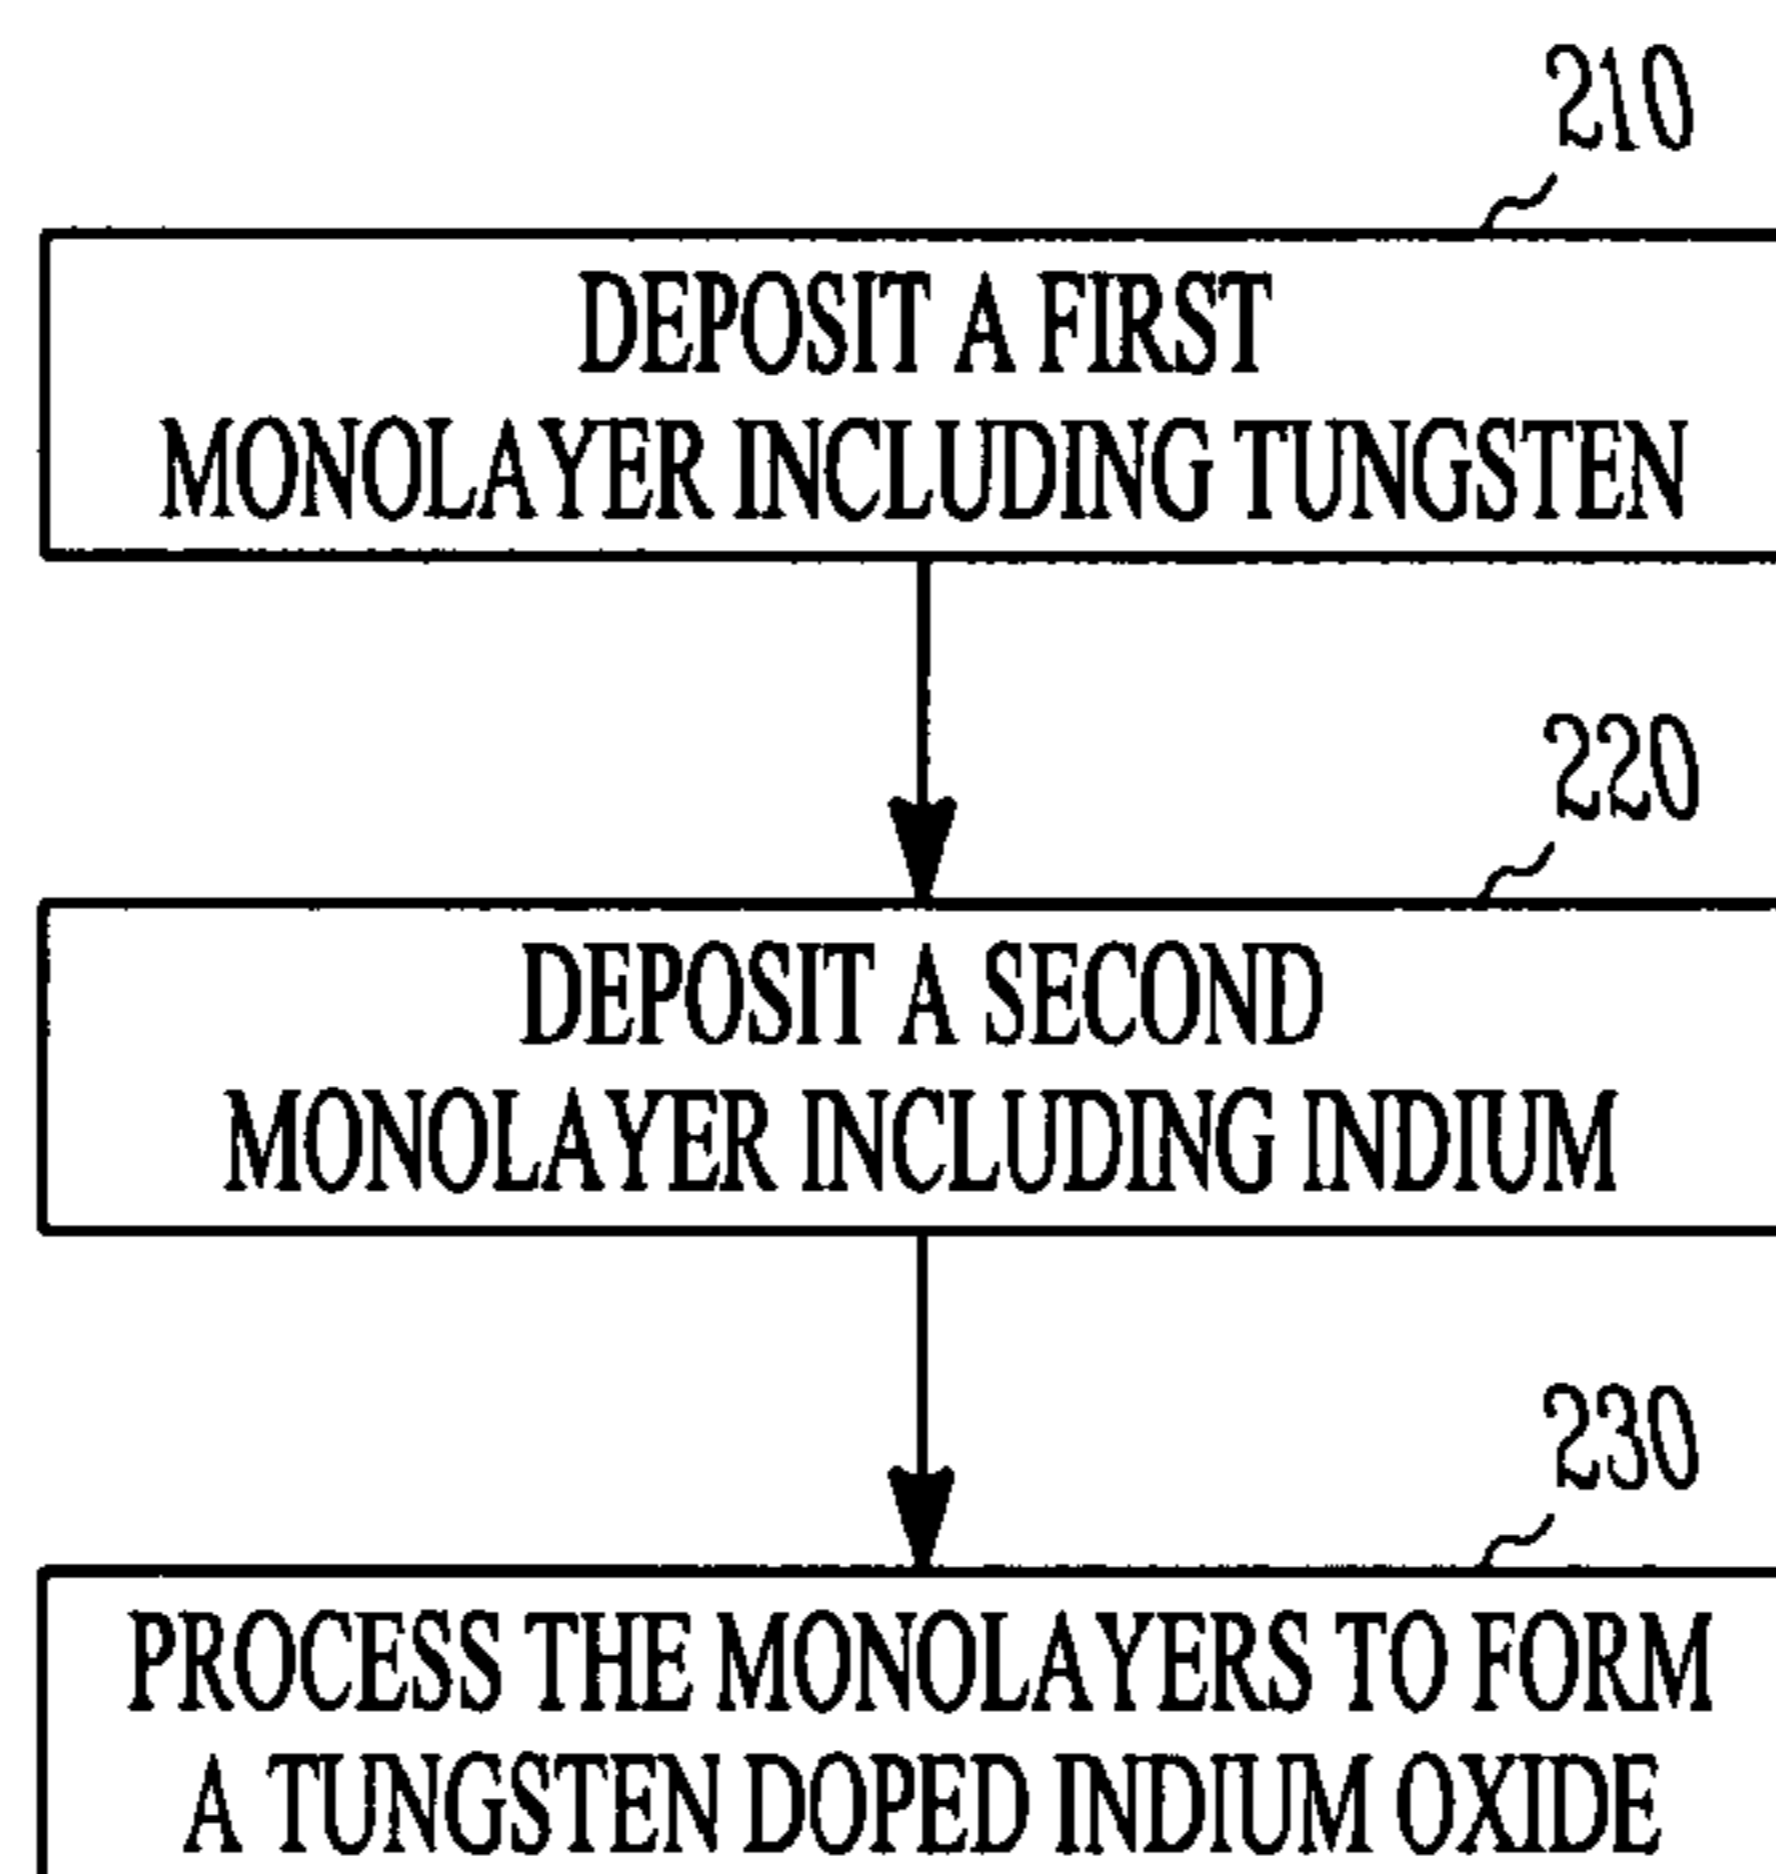 210
DEPOSIT A FIRST
MONOLAYER INCLUDING TUNGSTEN
220
DEPOSIT A SECOND
MONOLAYER INCLUDING INDIUM
230
PROCESS THE MONOLAYERS TO FORM
A TUNGSTEN DOPED INDIUM OXIDE